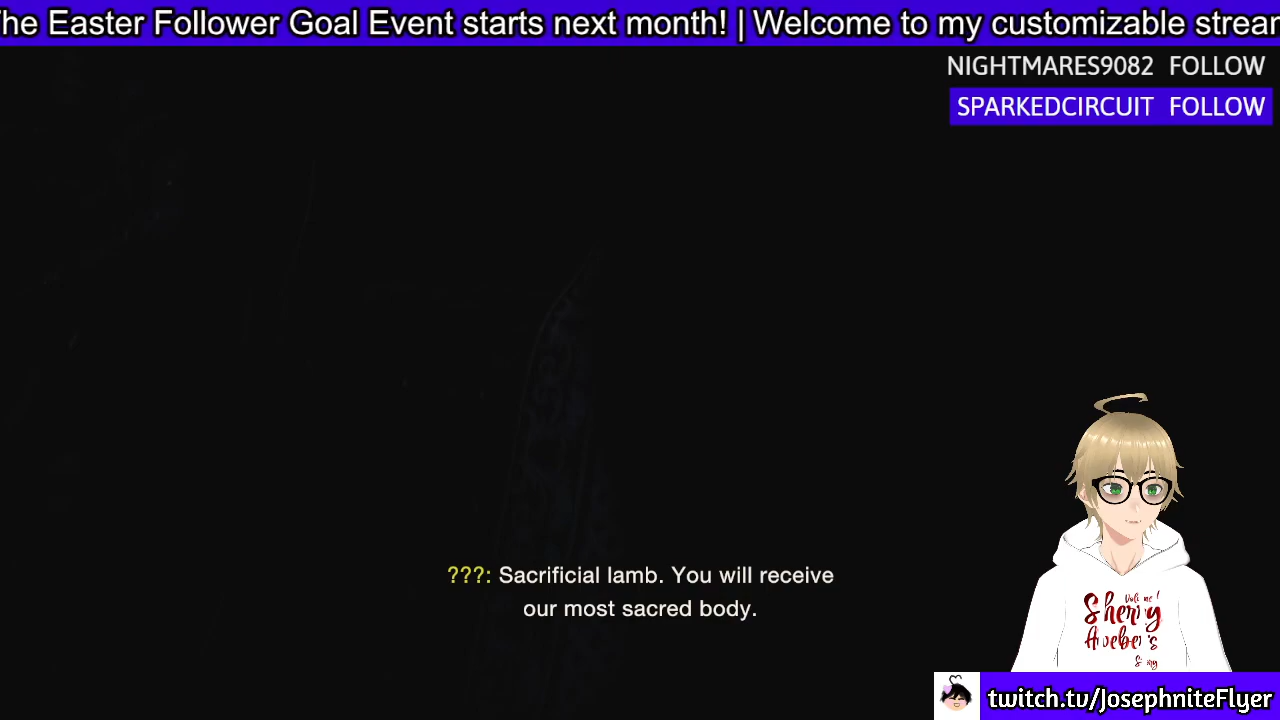 he Easter Follower Goal Event starts next month! | Welcome to my customizable strear
NIGHTMARES9082 FOLLOW
SPARKEDCIRCUIT FOLLOW
???: Sacrificial lamb. You will receive
our most sacred body.
Sherry
twitch.tv/JosephniteFlyer